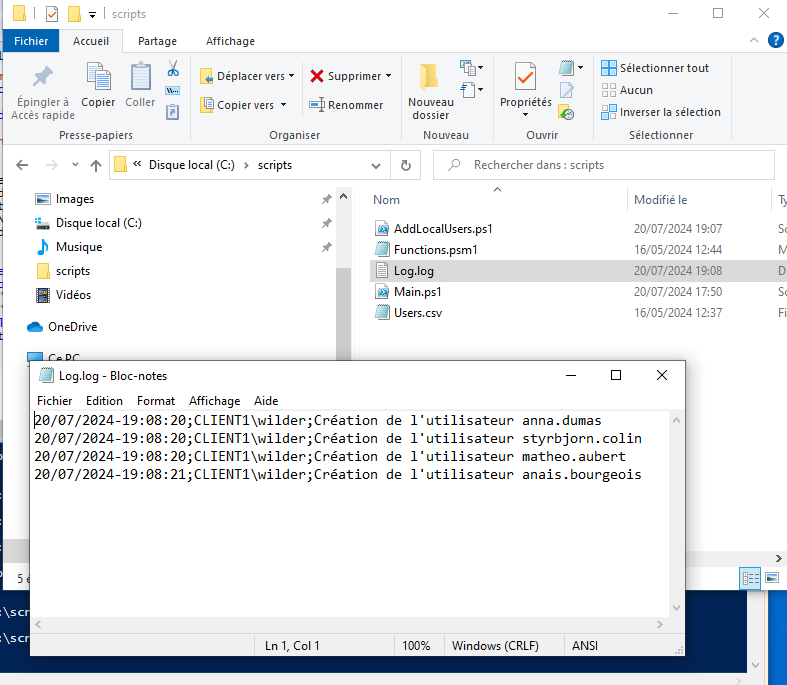 scripts
Fichier Accueil Partage Affichage
Épingler à Accès rapide
Copier
Coller
Déplacer vers
Copier vers
Supprimer
Renommer
Nouveau dossier
Propriétés
Sélectionner tout
Aucun
Inverser la sélection
Presse-papiers Organiser Nouveau Ouvrir Sélectionner
« Disque local (C:) › scripts
Rechercher dans : scripts
Images
Disque local (C:)
Musique
scripts
Vidéos
OneDrive
Ce PC
Nom Modifié le
AddLocalUsers.ps1 20/07/2024 19:07
Functions.psm1 16/05/2024 12:44
Log.log 20/07/2024 19:08
Main.ps1 20/07/2024 17:50
Users.csv 16/05/2024 12:37
Log.log - Bloc-notes
Fichier Edition Format Affichage Aide
20/07/2024-19:08:20;CLIENT1\wilder;Création de l'utilisateur anna.dumas
20/07/2024-19:08:20;CLIENT1\wilder;Création de l'utilisateur styrbjorn.colin
20/07/2024-19:08:20;CLIENT1\wilder;Création de l'utilisateur matheo.aubert
20/07/2024-19:08:21;CLIENT1\wilder;Création de l'utilisateur anais.bourgeois
Ln 1, Col 1 100% Windows (CRLF) ANSI